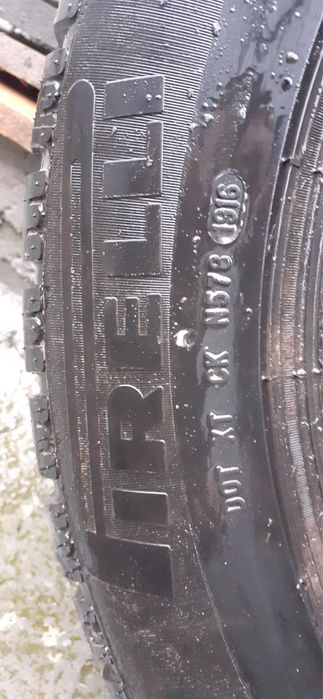 PIRELLI
DOT XT CK N578 1916